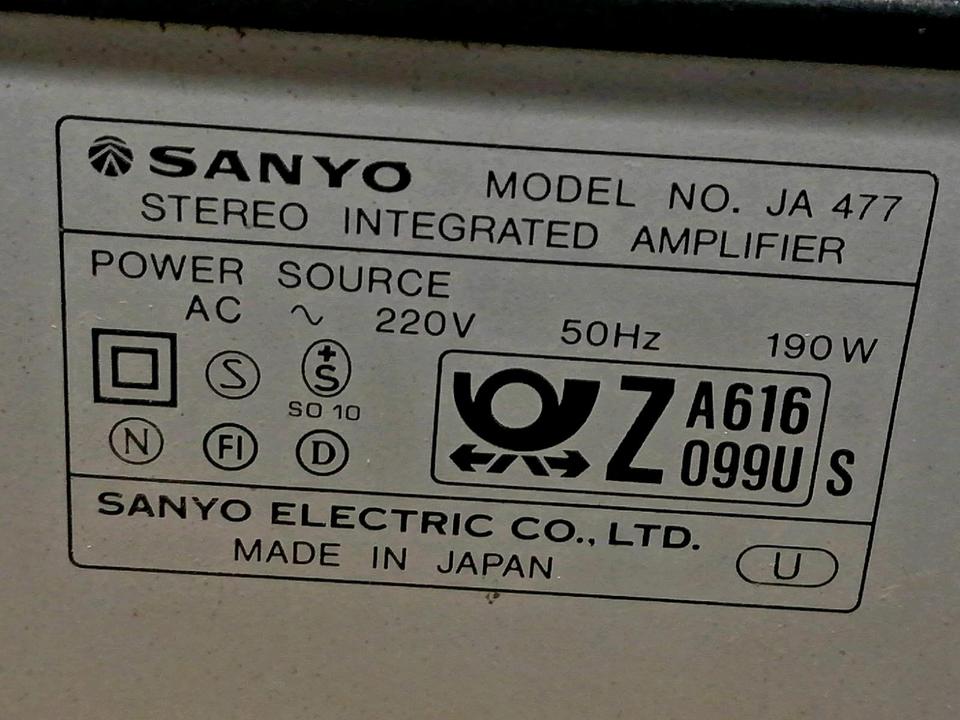 SANYO MODEL NO. JA 477
STEREO INTEGRATED AMPLIFIER
POWER SOURCE
AC ~ 220V 50Hz 190W
S +S
SO 10
N FI D
Z A616
099U S
SANYO ELECTRIC CO., LTD.
MADE IN JAPAN U